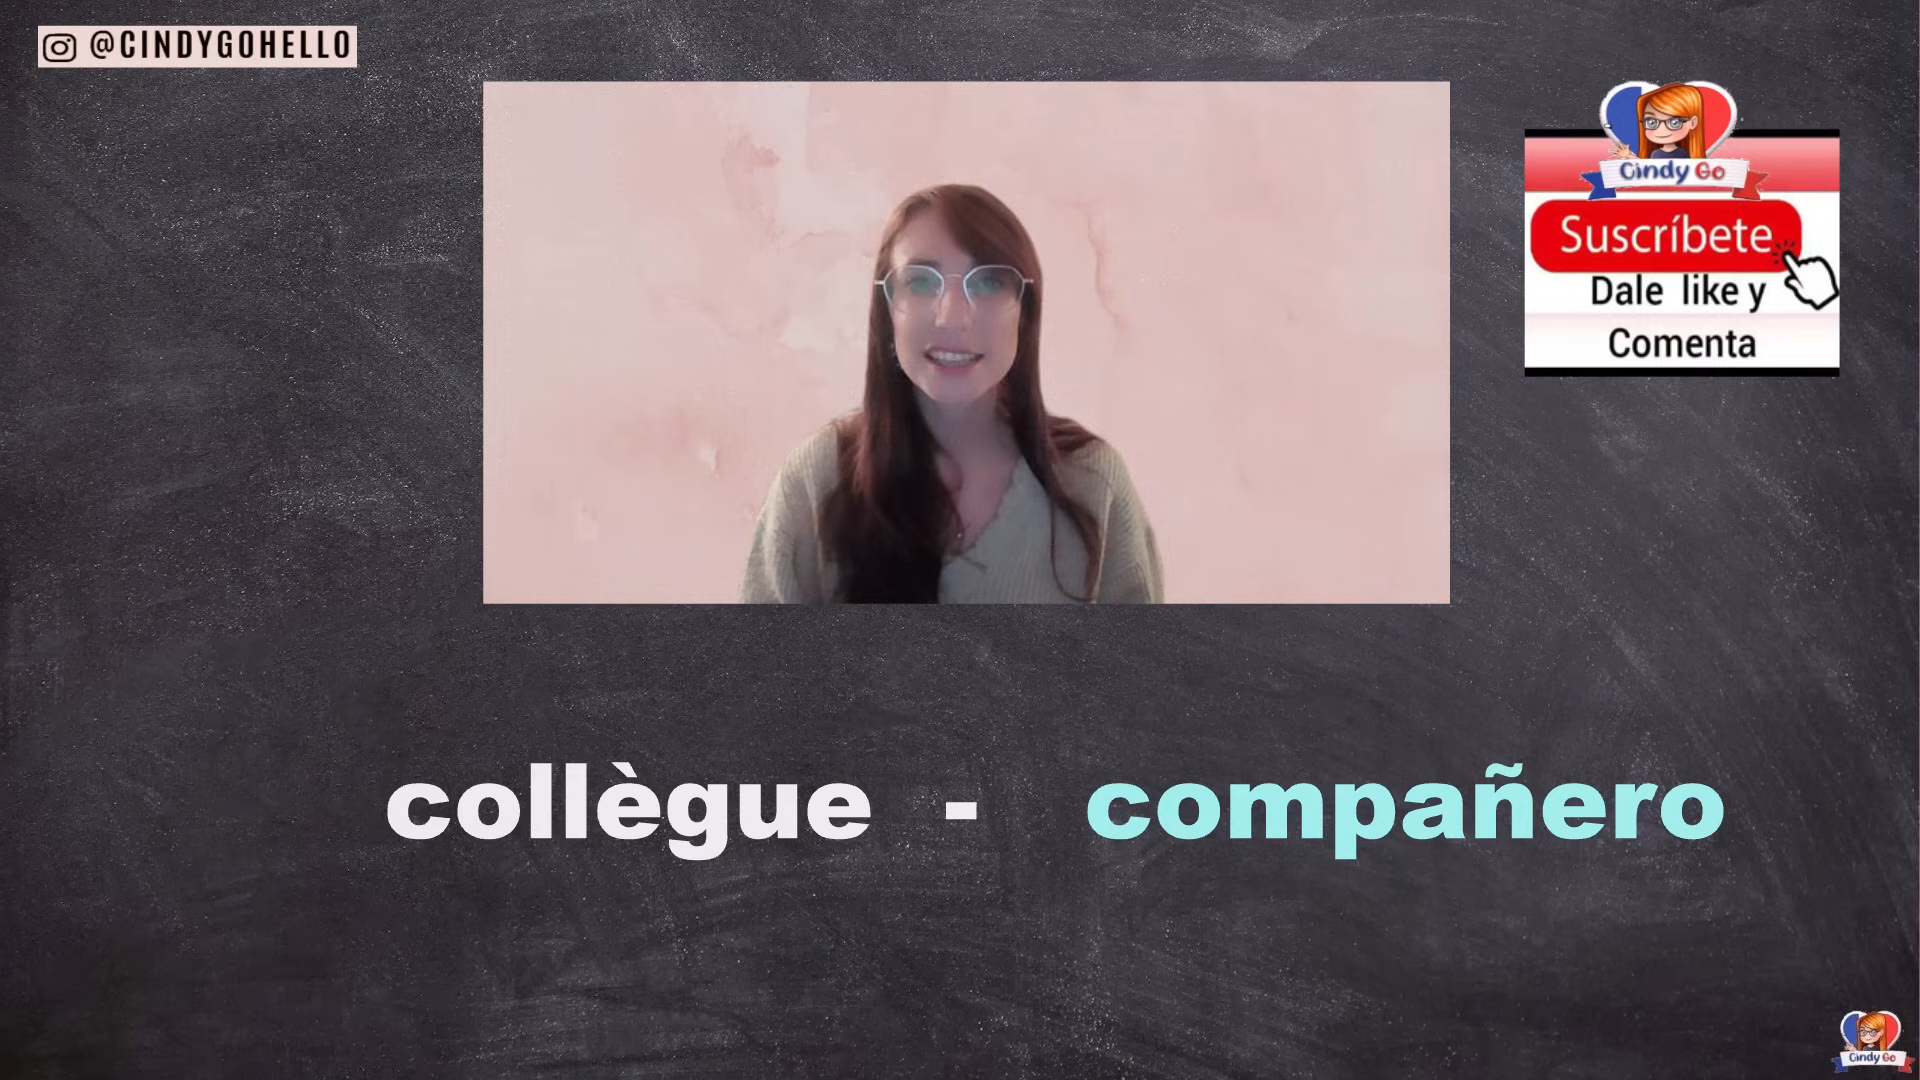 @CINDYGOHELLO
Cindy Go
Suscríbete
Dale like y
Comenta
collègue - compañero
Cindy Go